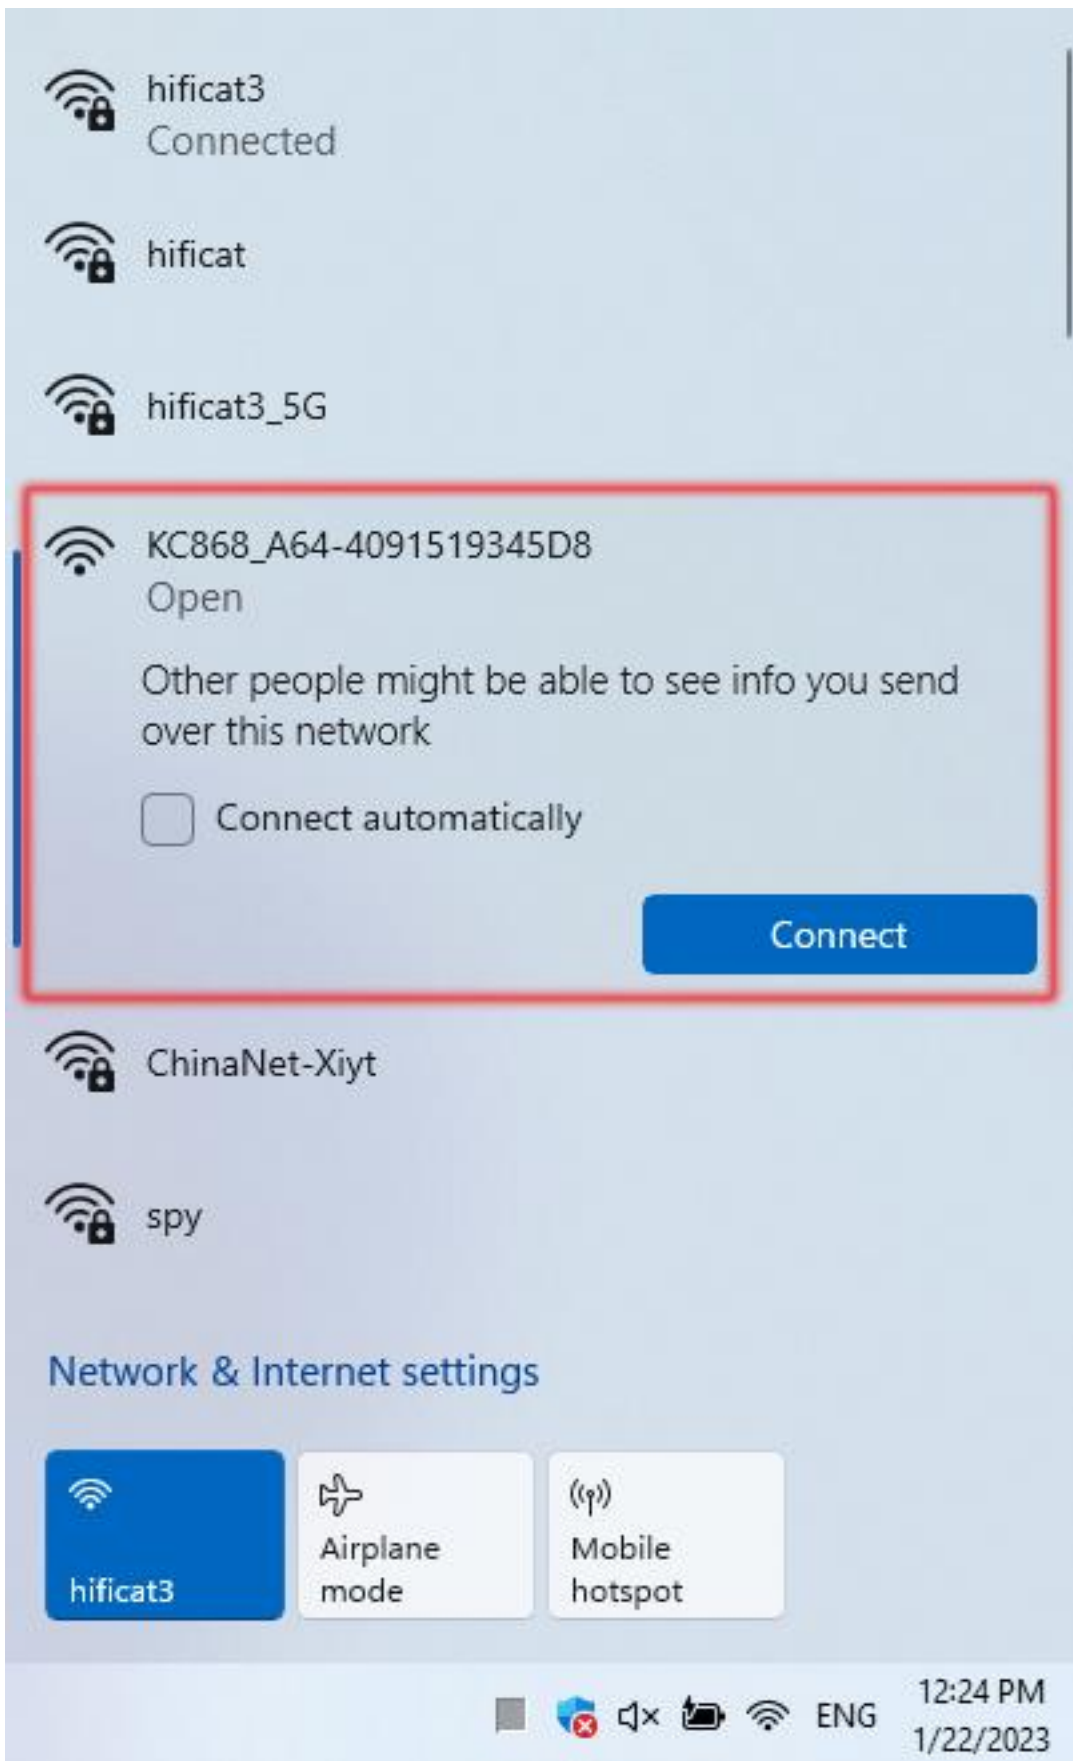 hificat3
Connected
hificat
hificat3_5G
KC868_A64-4091519345D8
Open
Other people might be able to see info you send
over this network
Connect automatically
Connect
ChinaNet-Xiyt
spy
Network & Internet settings
hificat3
Airplane
mode
Mobile
hotspot
ENG
12:24 PM
1/22/2023